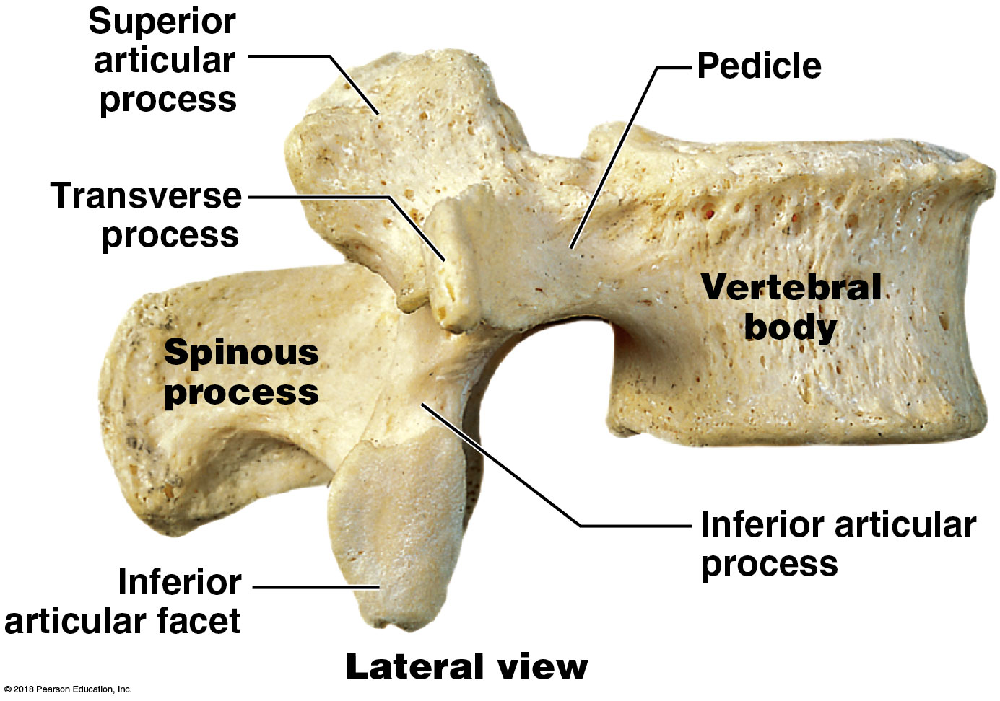 Superior
articular
process
Pedicle
Transverse
process
Vertebral
body
Spinous
process
Inferior articular
process
Inferior
articular facet
Lateral view
© 2018 Pearson Education, Inc.